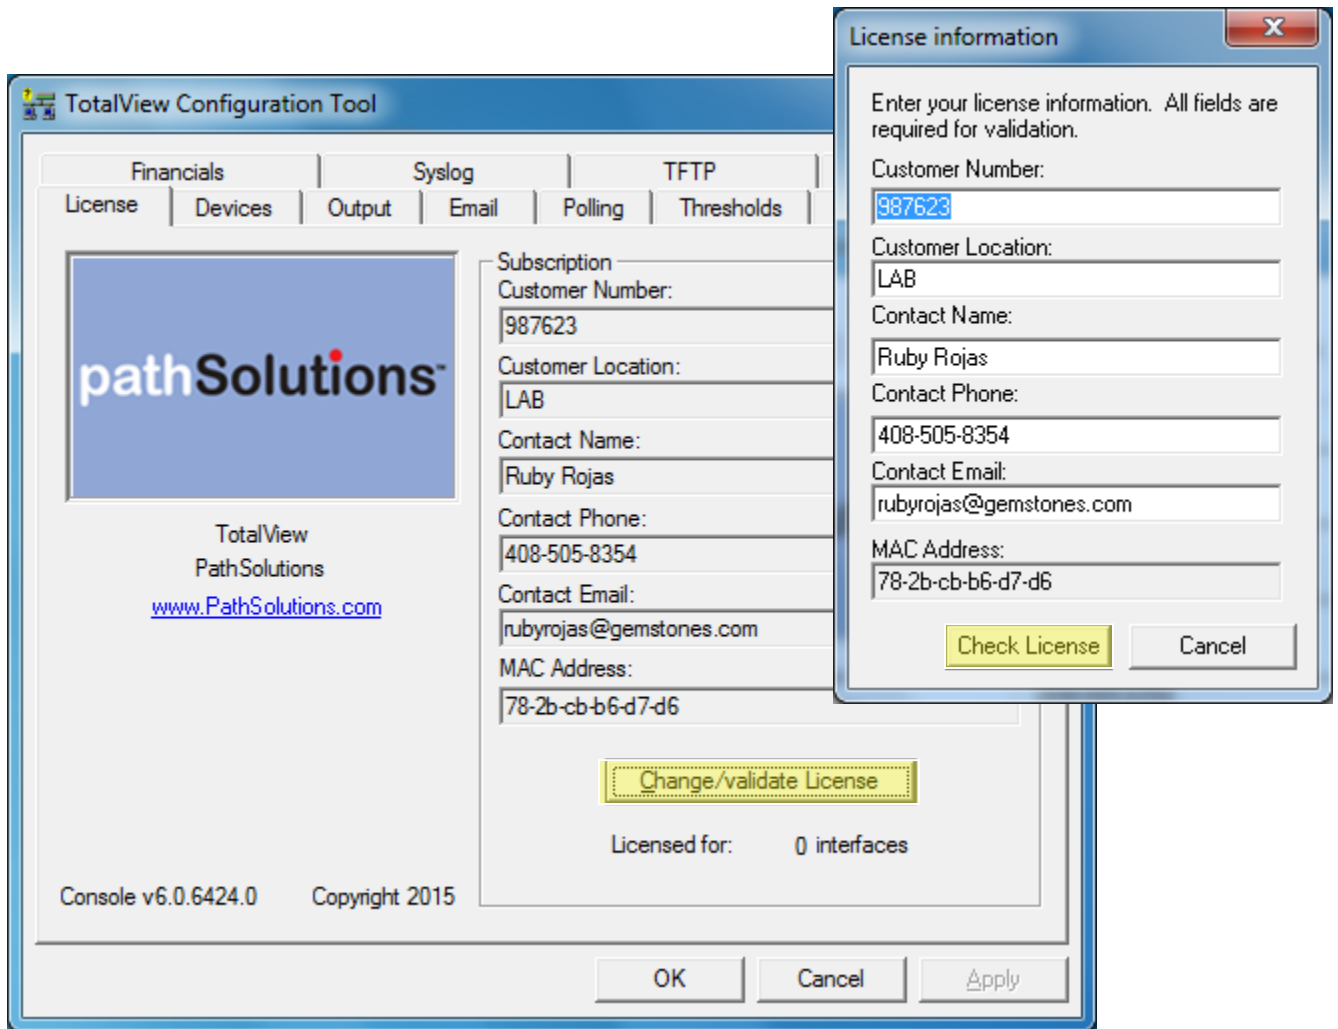 TotalView Configuration Tool
Financials Syslog TFTP
License Devices Output Email Polling Thresholds
pathSolutions™
TotalView
PathSolutions
www.PathSolutions.com
Console v6.0.6424.0 Copyright 2015
Subscription
Customer Number:
987623
Customer Location:
LAB
Contact Name:
Ruby Rojas
Contact Phone:
408-505-8354
Contact Email:
rubyrojas@gemstones.com
MAC Address:
78-2b-cb-b6-d7-d6
Change/validate License
Licensed for: 0 interfaces
OK Cancel Apply
License information
Enter your license information. All fields are
required for validation.
Customer Number:
987623
Customer Location:
LAB
Contact Name:
Ruby Rojas
Contact Phone:
408-505-8354
Contact Email:
rubyrojas@gemstones.com
MAC Address:
78-2b-cb-b6-d7-d6
Check License Cancel